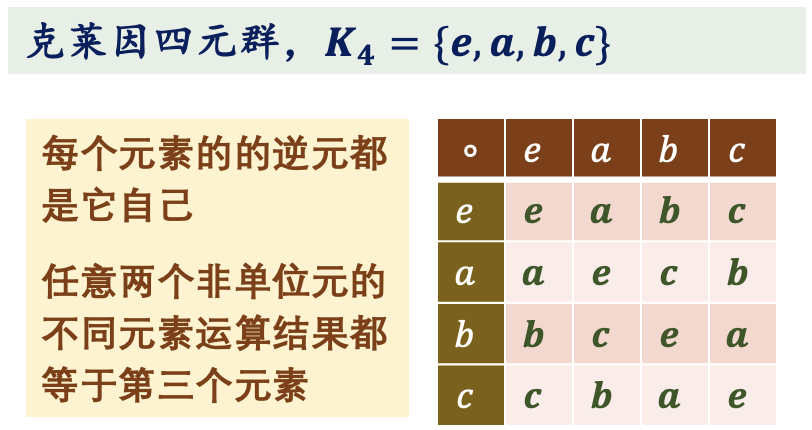 克莱因四元群，K₄ = {e, a, b, c}
每个元素的的逆元都
是它自己
任意两个非单位元的
不同元素运算结果都
等于第三个元素
∘ e a b c
e e a b c
a a e c b
b b c e a
c c b a e